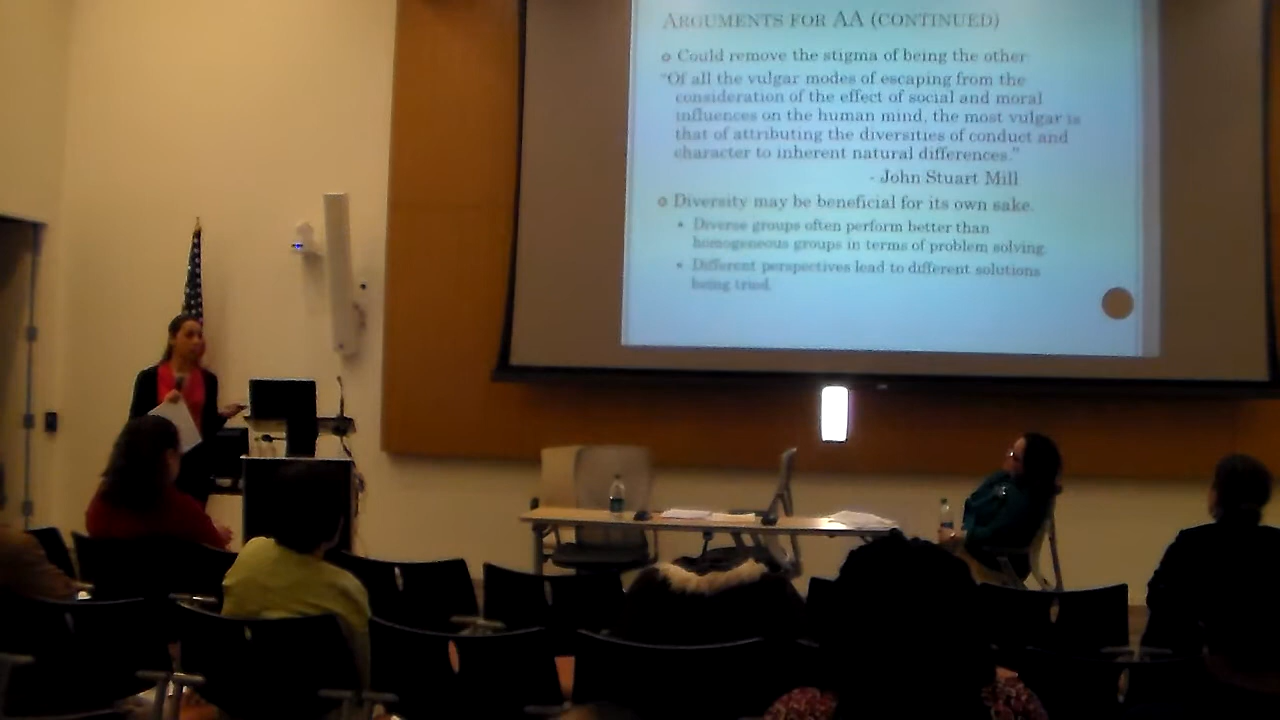 ARGUMENTS FOR AA (CONTINUED)
Could remove the stigma of being the other
"Of all the vulgar modes of escaping from the
consideration of the effect of social and moral
influences on the human mind, the most vulgar is
that of attributing the diversities of conduct and
character to inherent natural differences."
- John Stuart Mill
Diversity may be beneficial for its own sake.
Diverse groups often perform better than
homogeneous groups in terms of problem solving.
Different perspectives lead to different solutions
being tried.